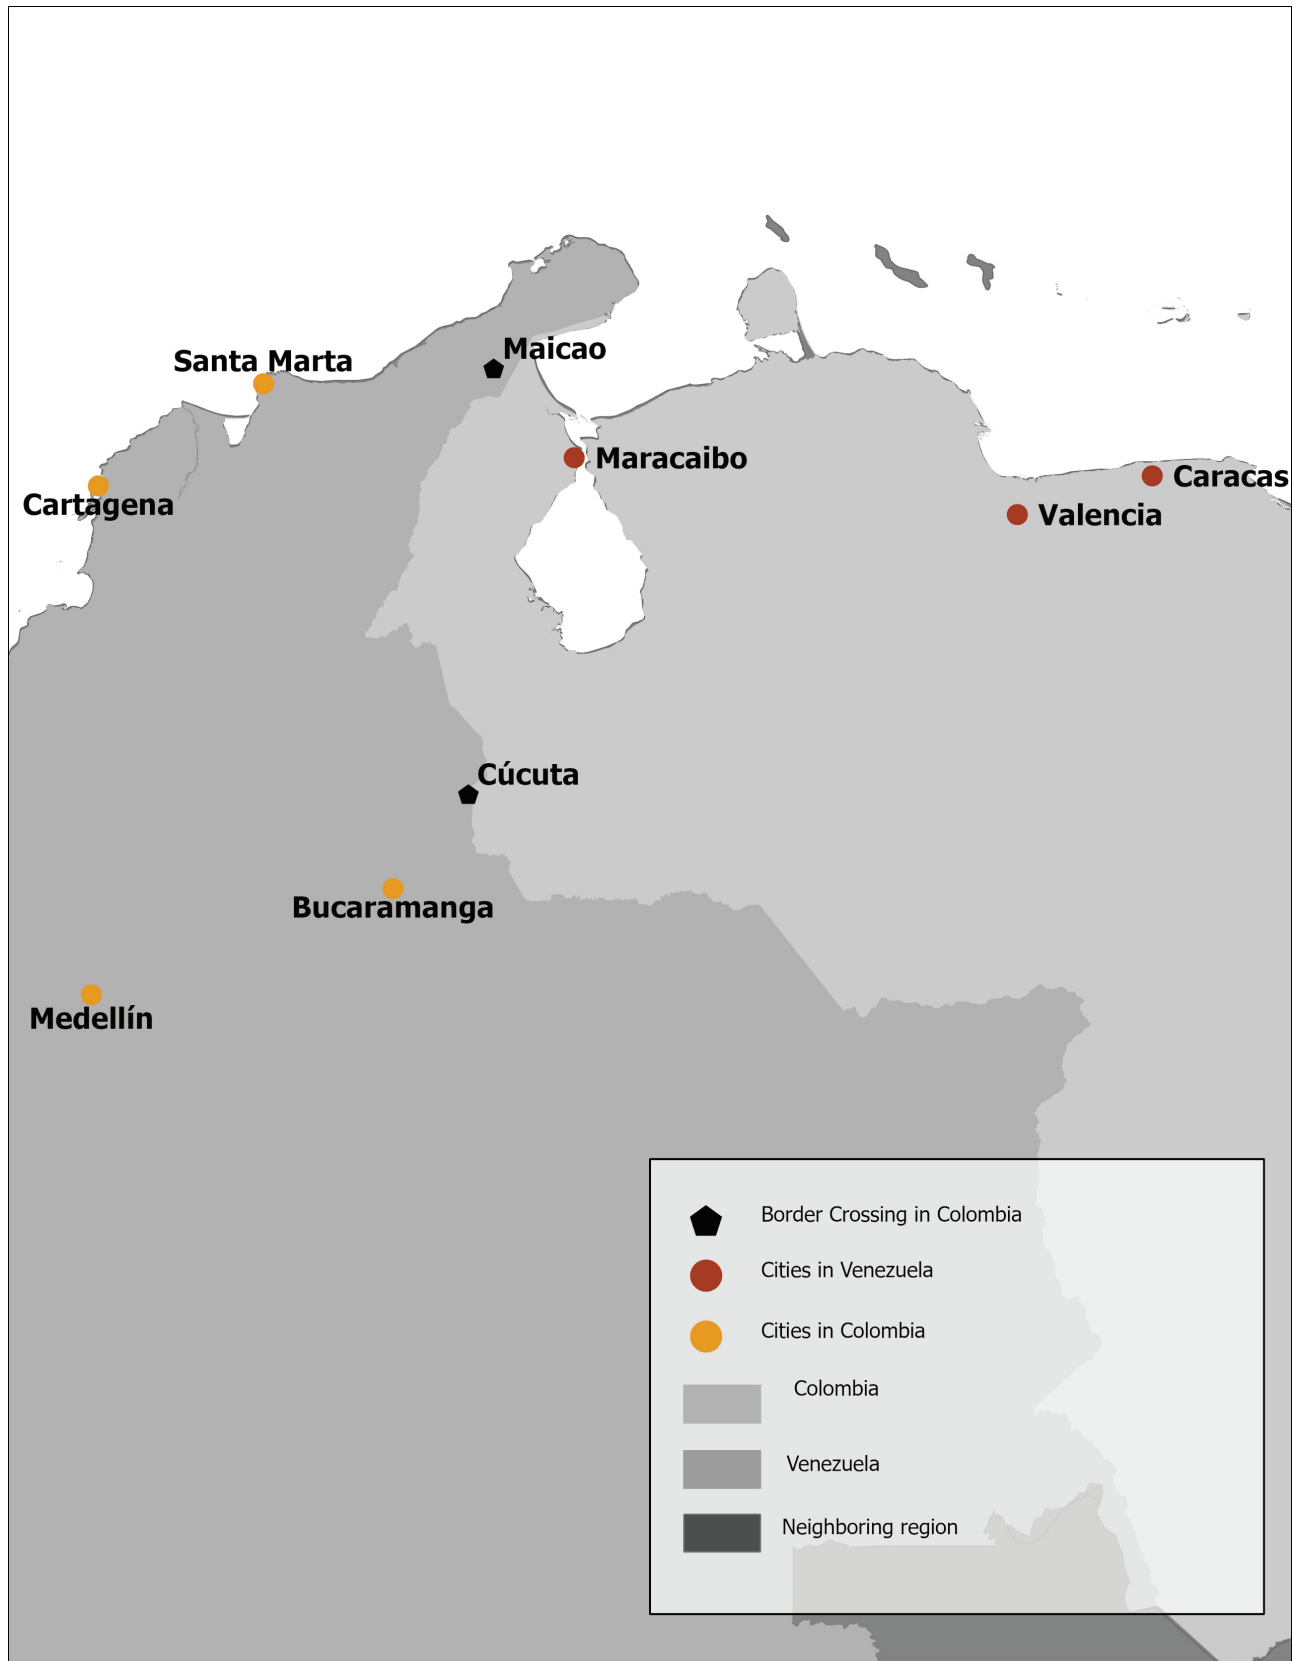 Maicao
Santa Marta
Maracaibo
Caracas
Cartagena
Valencia
Cúcuta
Bucaramanga
Medellín
Border Crossing in Colombia
Cities in Venezuela
Cities in Colombia
Colombia
Venezuela
Neighboring region